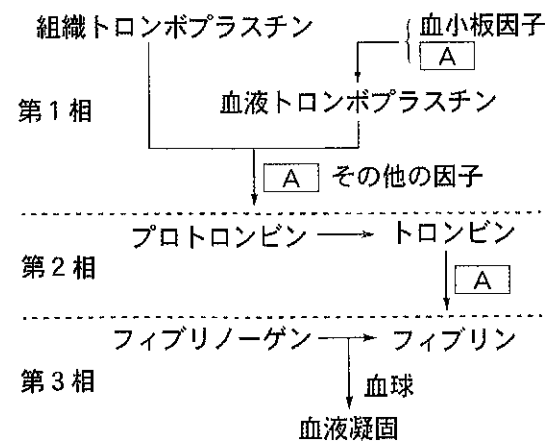 組織トロンボプラスチン
血小板因子
A
血液トロンボプラスチン
第1相
A その他の因子
プロトロンビン
トロンビン
第2相
A
フィブリノーゲン
フィブリン
第3相
血球
血液凝固